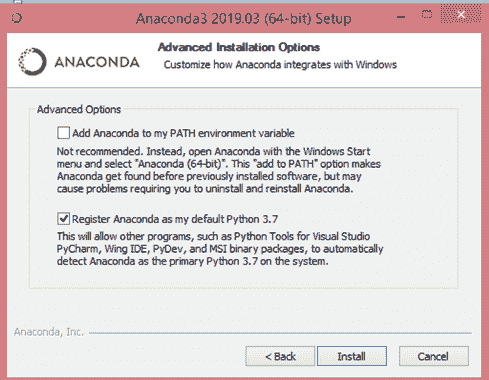 Anaconda3 2019.03 (64-bit) Setup
Advanced Installation Options
Customize how Anaconda integrates with Windows
ANACONDA
Advanced Options
Add Anaconda to my PATH environment variable
Not recommended. Instead, open Anaconda with the Windows Start
menu and select "Anaconda (64-bit)". This "add to PATH" option makes
Anaconda get found before previously installed software, but may
cause problems requiring you to uninstall and reinstall Anaconda.
Register Anaconda as my default Python 3.7
This will allow other programs, such as Python Tools for Visual Studio
PyCharm, Wing IDE, PyDev, and MSI binary packages, to automatically
detect Anaconda as the primary Python 3.7 on the system.
Anaconda, Inc.
< Back
Install
Cancel